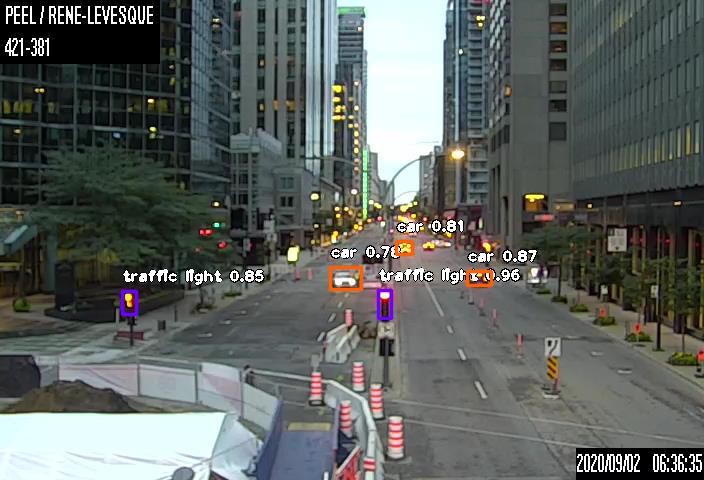 PEEL / RENE-LEVESQUE
421-381
car 0.81
car 0.78
car 0.87
traffic light 0.85
traffic light 0.96
2020/09/02 06:36:35